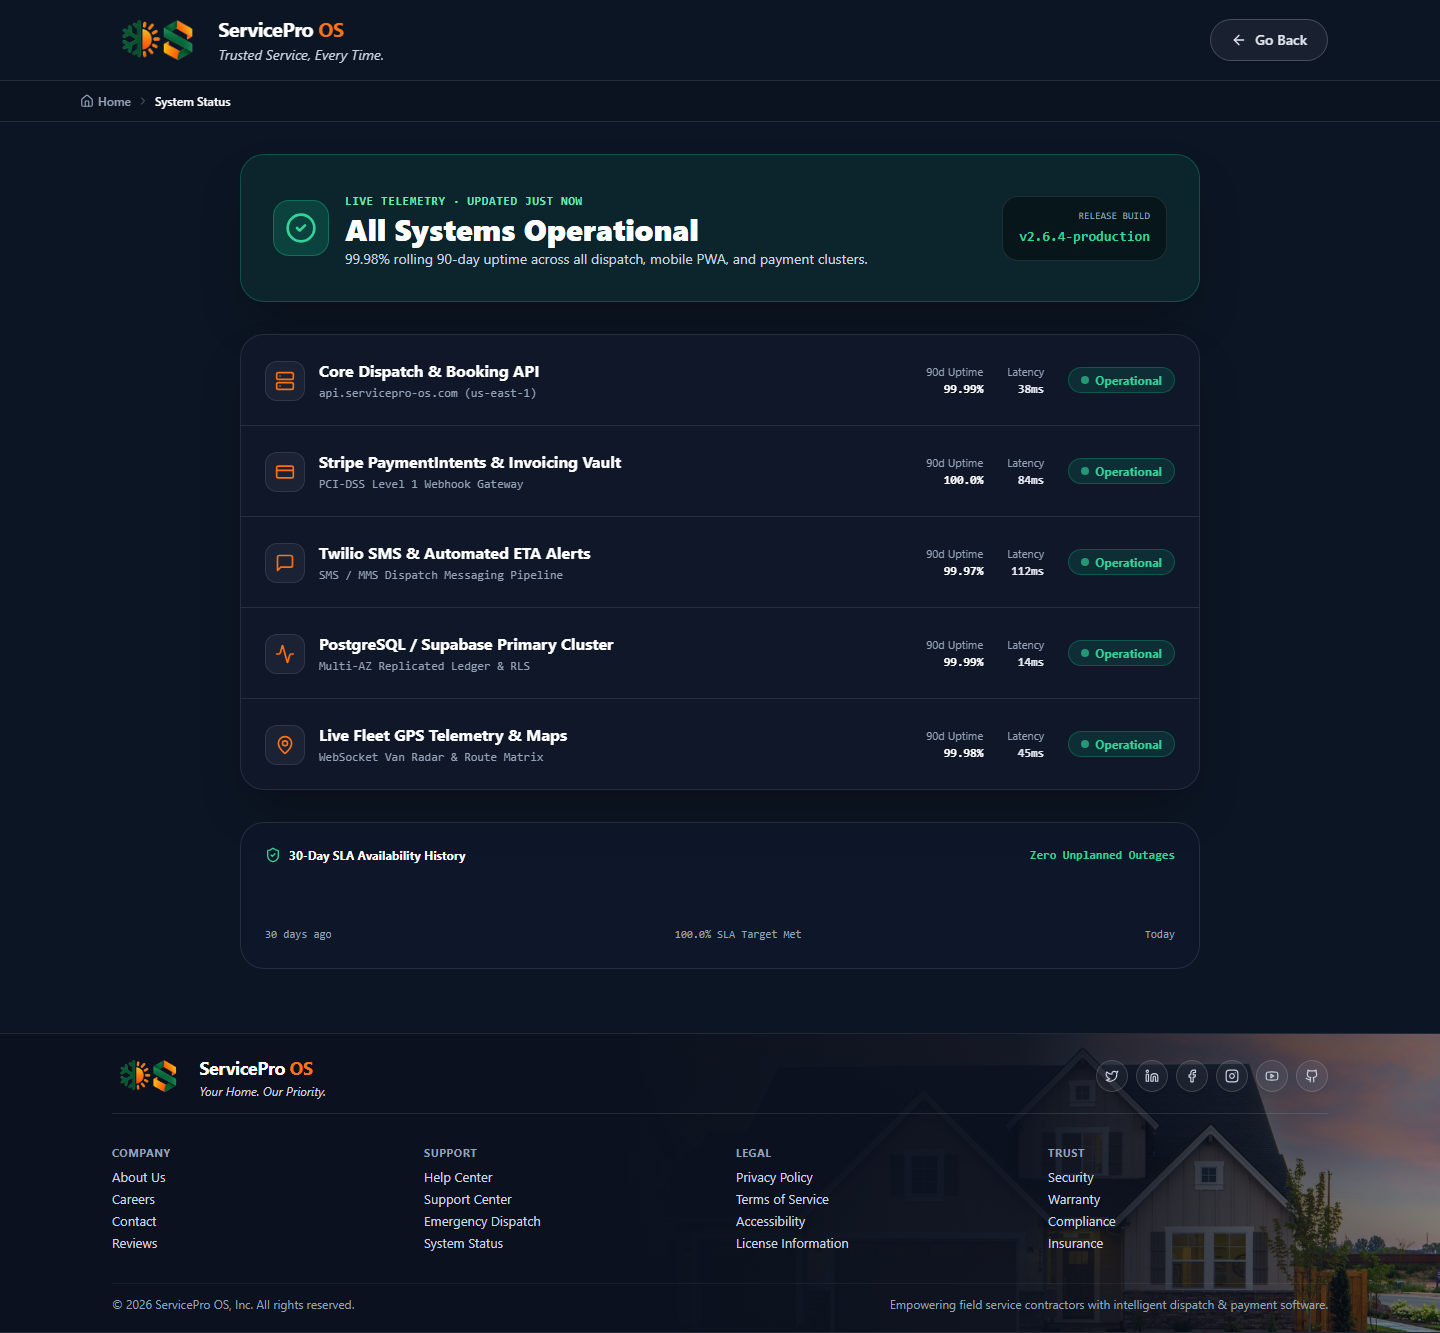 ServicePro OS
Trusted Service, Every Time.
Go Back
Home
System Status
LIVE TELEMETRY · UPDATED JUST NOW
All Systems Operational
99.98% rolling 90-day uptime across all dispatch, mobile PWA, and payment clusters.
RELEASE BUILD
v2.6.4-production
Core Dispatch & Booking API
api.servicepro-os.com (us-east-1)
90d Uptime
99.99%
Latency
38ms
Operational
Stripe PaymentIntents & Invoicing Vault
PCI-DSS Level 1 Webhook Gateway
90d Uptime
100.0%
Latency
84ms
Operational
Twilio SMS & Automated ETA Alerts
SMS / MMS Dispatch Messaging Pipeline
90d Uptime
99.97%
Latency
112ms
Operational
PostgreSQL / Supabase Primary Cluster
Multi-AZ Replicated Ledger & RLS
90d Uptime
99.99%
Latency
14ms
Operational
Live Fleet GPS Telemetry & Maps
WebSocket Van Radar & Route Matrix
90d Uptime
99.98%
Latency
45ms
Operational
30-Day SLA Availability History
Zero Unplanned Outages
30 days ago
100.0% SLA Target Met
Today
ServicePro OS
Your Home. Our Priority.
COMPANY
About Us
Careers
Contact
Reviews
SUPPORT
Help Center
Support Center
Emergency Dispatch
System Status
LEGAL
Privacy Policy
Terms of Service
Accessibility
License Information
TRUST
Security
Warranty
Compliance
Insurance
© 2026 ServicePro OS, Inc. All rights reserved.
Empowering field service contractors with intelligent dispatch & payment software.